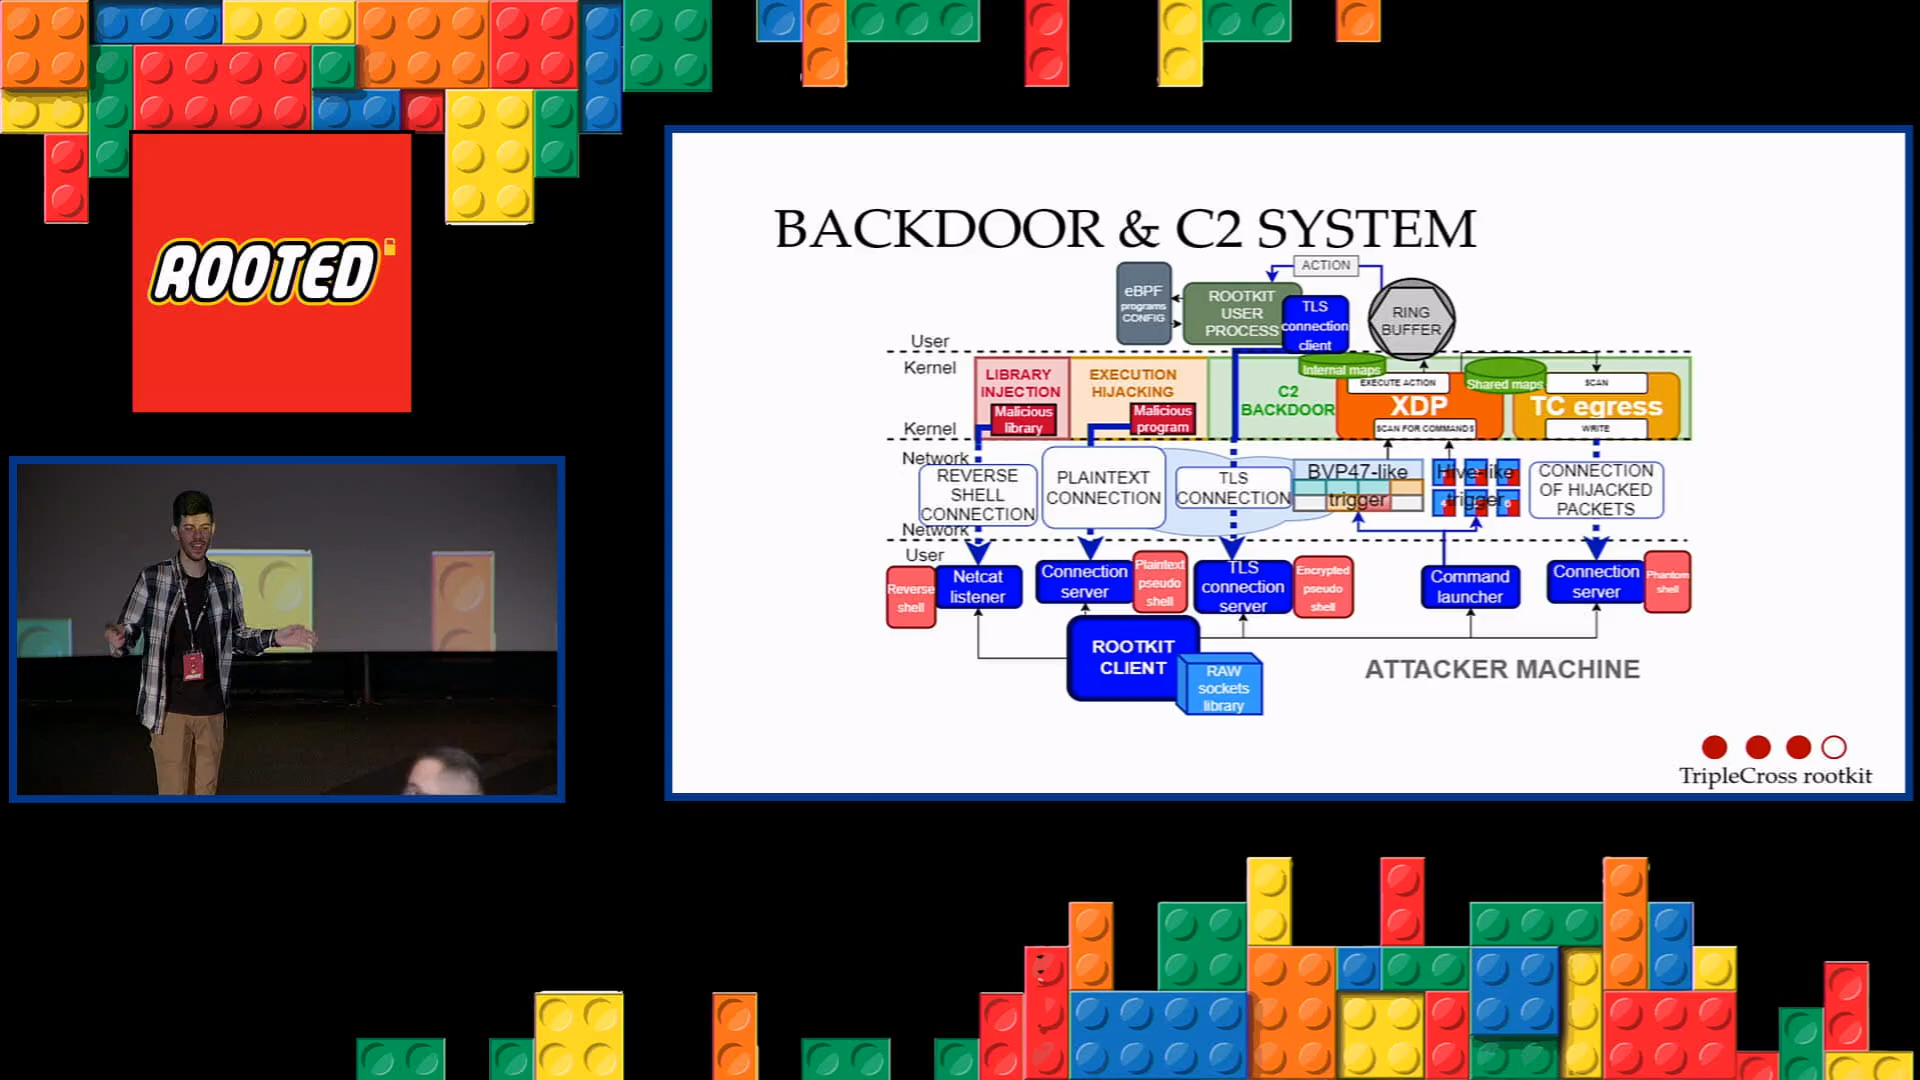 ROOTED
BACKDOOR & C2 SYSTEM
ACTION
eBPF
programs
CONFIG
ROOTKIT
USER
PROCESS
TLS
connection
client
RING
BUFFER
User
Kernel
LIBRARY
INJECTION
Malicious
library
EXECUTION
HIJACKING
Malicious
program
C2
BACKDOOR
Internal maps
EXECUTE ACTION
XDP
SCAN FOR COMMANDS
Shared maps
SCAN
TC egress
WRITE
Kernel
Network
REVERSE
SHELL
CONNECTION
PLAINTEXT
CONNECTION
TLS
CONNECTION
BVP47-like
trigger
Hive-like
trigger
CONNECTION
OF HIJACKED
PACKETS
Network
User
Reverse
shell
Netcat
listener
Connection
server
Plaintext
pseudo
shell
TLS
connection
server
Encrypted
pseudo
shell
Command
launcher
Connection
server
Phantom
shell
ROOTKIT
CLIENT
RAW
sockets
library
ATTACKER MACHINE
TripleCross rootkit